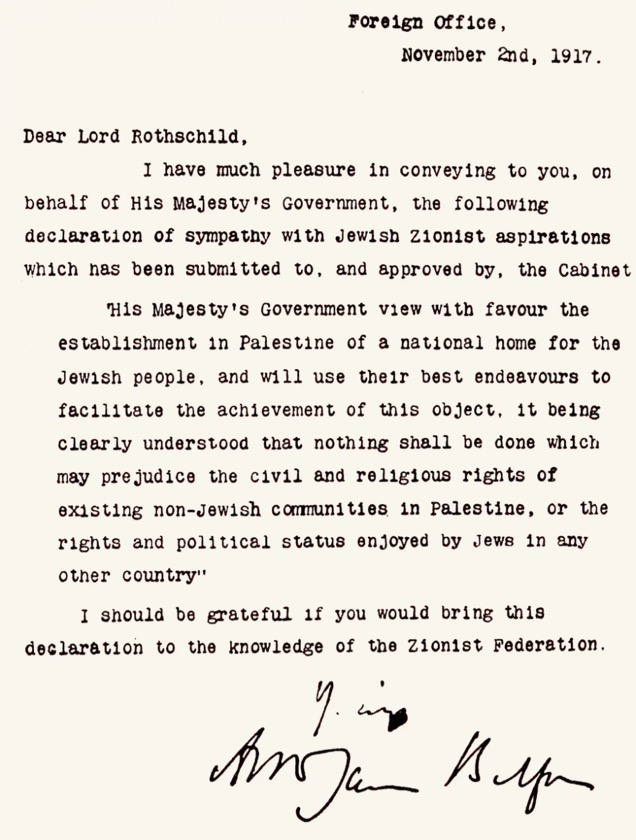 Foreign Office,
November 2nd, 1917.
Dear Lord Rothschild,
I have much pleasure in conveying to you, on
behalf of His Majesty's Government, the following
declaration of sympathy with Jewish Zionist aspirations
which has been submitted to, and approved by, the Cabinet
"His Majesty's Government view with favour the
establishment in Palestine of a national home for the
Jewish people, and will use their best endeavours to
facilitate the achievement of this object, it being
clearly understood that nothing shall be done which
may prejudice the civil and religious rights of
existing non-Jewish communities in Palestine, or the
rights and political status enjoyed by Jews in any
other country"
I should be grateful if you would bring this
declaration to the knowledge of the Zionist Federation.